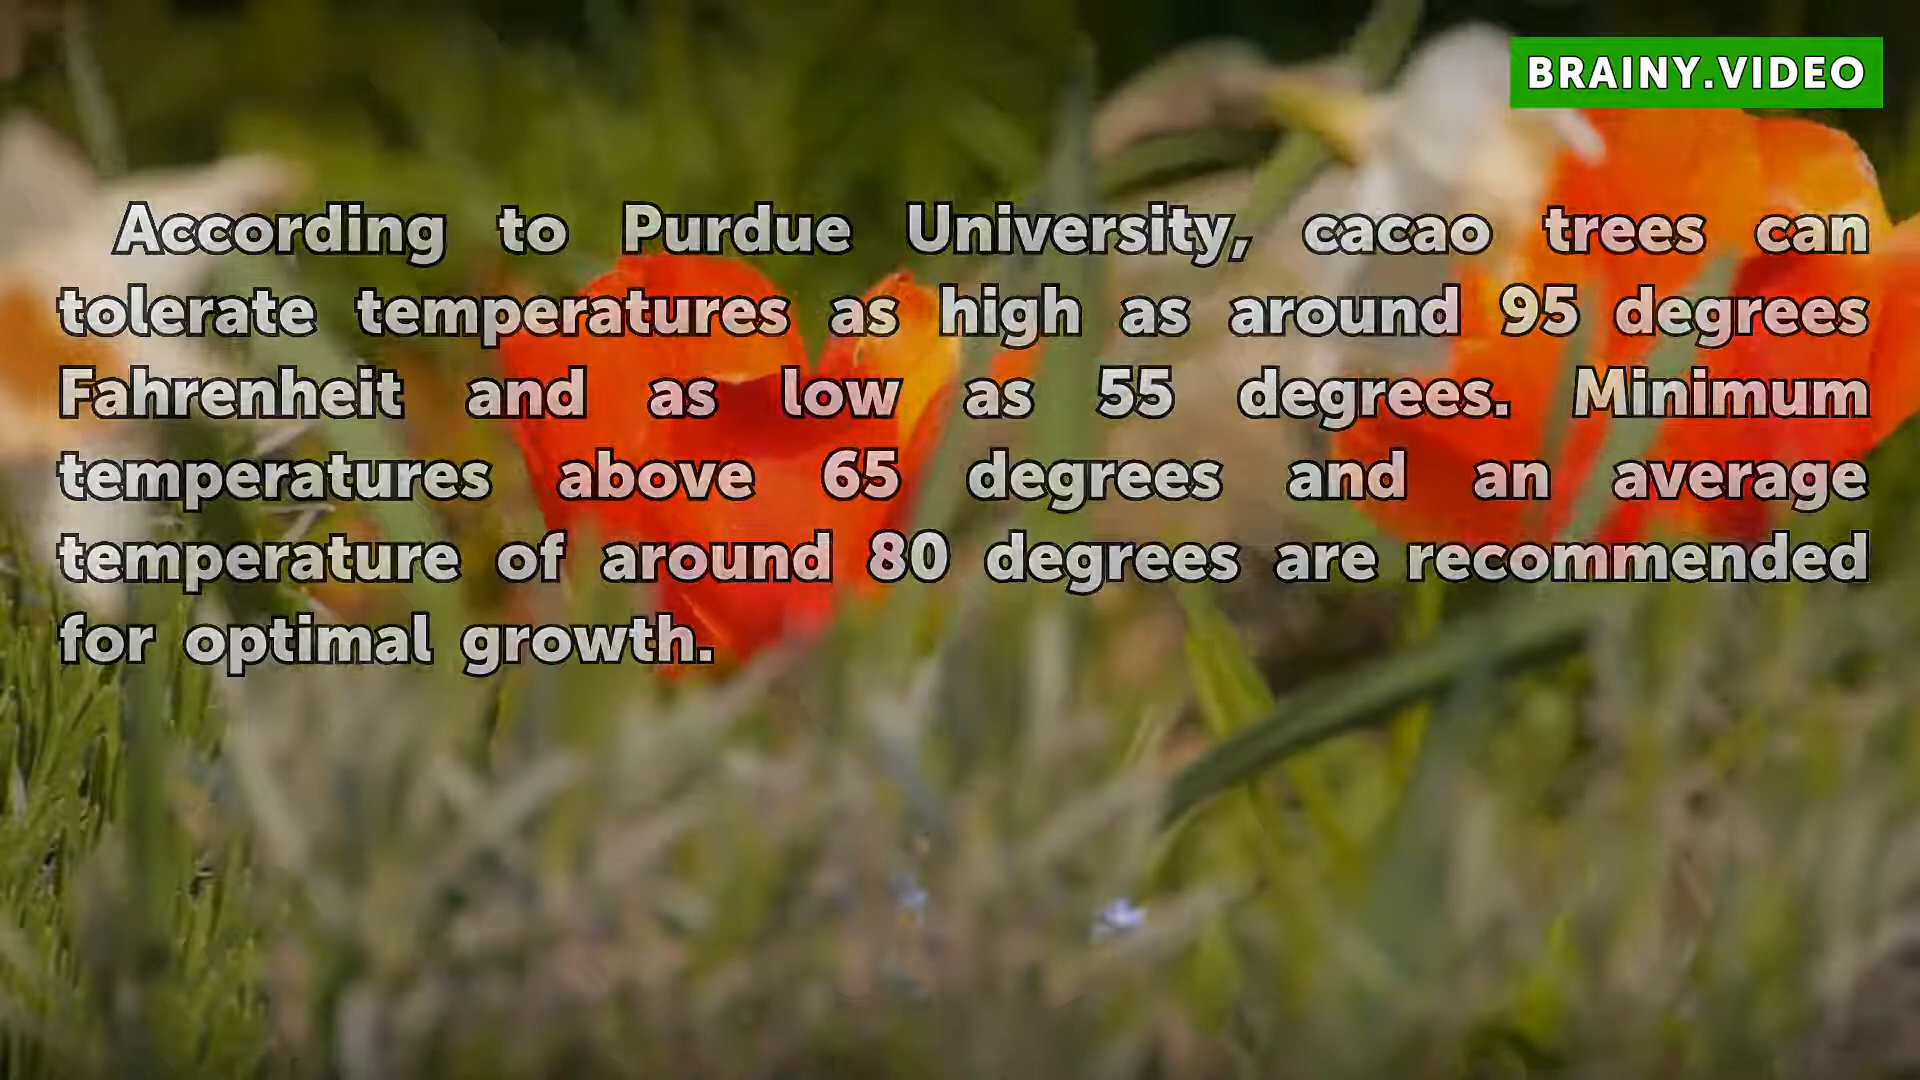 BRAINY.VIDEO
According to Purdue University, cacao trees can
tolerate temperatures as high as around 95 degrees
Fahrenheit and as low as 55 degrees. Minimum
temperatures above 65 degrees and an average
temperature of around 80 degrees are recommended
for optimal growth.